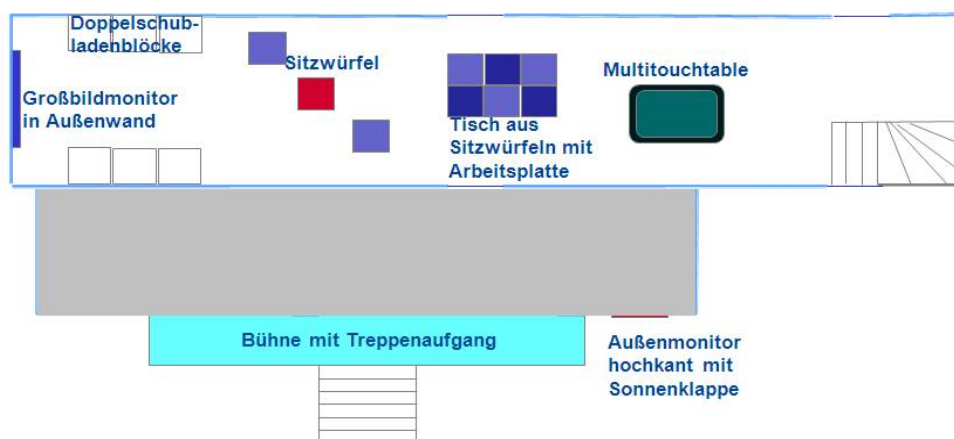 Doppelschub-
ladenblöcke
Sitzwürfel
Großbildmonitor
in Außenwand
Multitouchtable
Tisch aus
Sitzwürfeln mit
Arbeitsplatte
Bühne mit Treppenaufgang
Außenmonitor
hochkant mit
Sonnenklappe